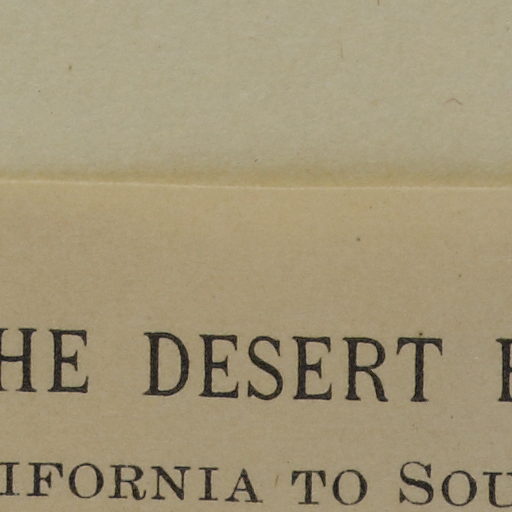 HE DESERT
IFORNIA TO SOU